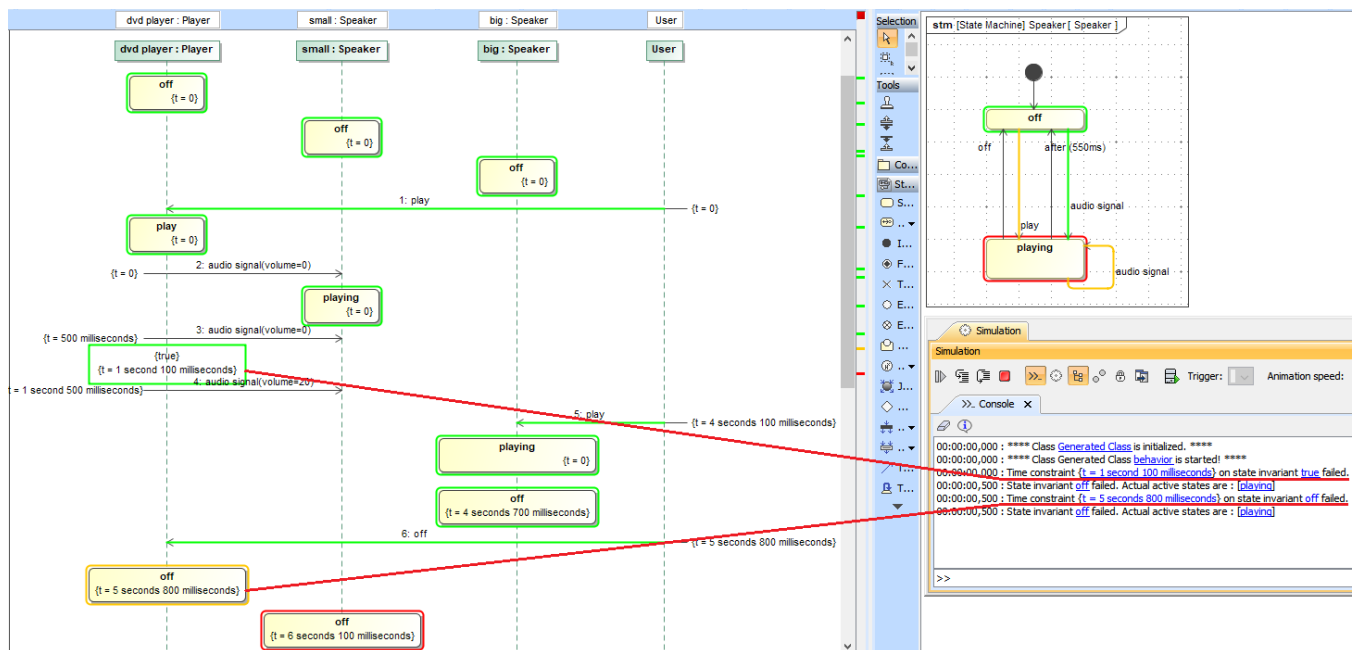 dvd player : Player
small : Speaker
big : Speaker
User
dvd player : Player
small : Speaker
big : Speaker
User
off
{t = 0}
off
{t = 0}
off
{t = 0}
1: play
{t = 0}
play
{t = 0}
2: audio signal(volume=0)
{t = 0}
playing
{t = 0}
3: audio signal(volume=0)
{t = 500 milliseconds}
{true}
{t = 1 second 100 milliseconds}
4: audio signal(volume=20)
t = 1 second 500 milliseconds}
5: play
{t = 4 seconds 100 milliseconds}
playing
{t = 0}
off
{t = 4 seconds 700 milliseconds}
6: off
{t = 5 seconds 800 milliseconds}
off
{t = 5 seconds 800 milliseconds}
off
{t = 6 seconds 100 milliseconds}
Selection
Tools
Co...
St...
S...
..
I...
F...
T...
E...
E...
...
..
J...
...
..
..
T...
T...
stm [State Machine] Speaker [ Speaker ]
off
off
after (550ms)
audio signal
play
playing
audio signal
Simulation
Simulation
Trigger:
Animation speed:
>>_ Console X
00:00:00,000 : **** Class Generated Class is initialized. ****
00:00:00,000 : **** Class Generated Class behavior is started! ****
00:00:00,000 : Time constraint {t = 1 second 100 milliseconds} on state invariant true failed.
00:00:00,500 : State invariant off failed. Actual active states are : [playing]
00:00:00,500 : Time constraint {t = 5 seconds 800 milliseconds} on state invariant off failed.
00:00:00,500 : State invariant off failed. Actual active states are : [playing]
>>